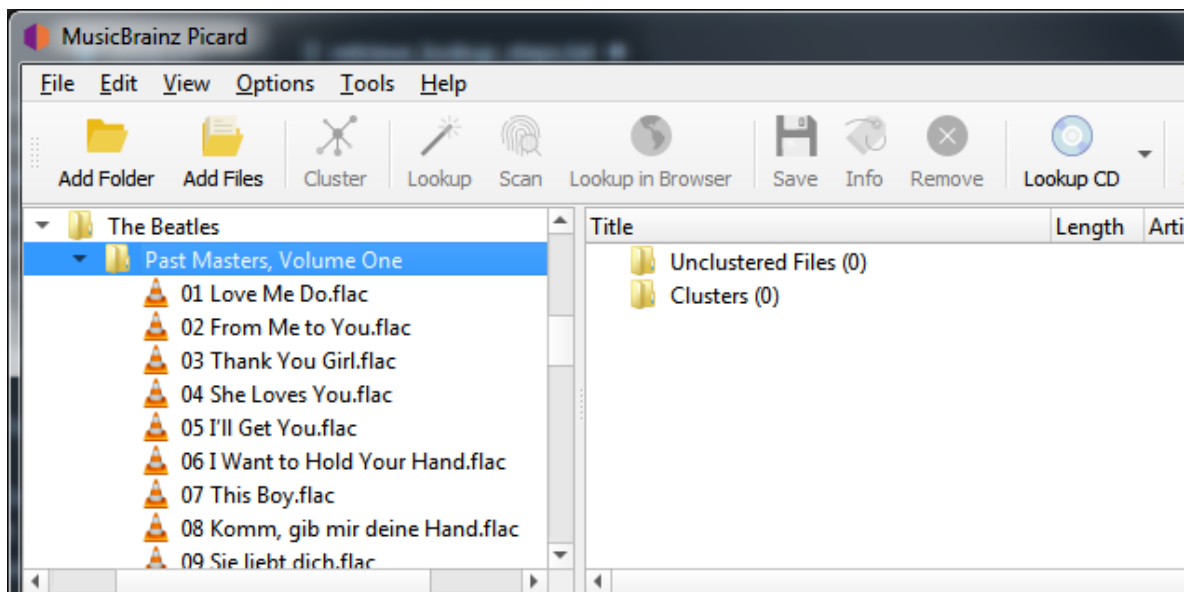 MusicBrainz Picard
File Edit View Options Tools Help
Add Folder Add Files Cluster Lookup Scan Lookup in Browser Save Info Remove Lookup CD
The Beatles
Past Masters, Volume One
01 Love Me Do.flac
02 From Me to You.flac
03 Thank You Girl.flac
04 She Loves You.flac
05 I'll Get You.flac
06 I Want to Hold Your Hand.flac
07 This Boy.flac
08 Komm, gib mir deine Hand.flac
09 Sie liebt dich.flac
Title Length Arti
Unclustered Files (0)
Clusters (0)